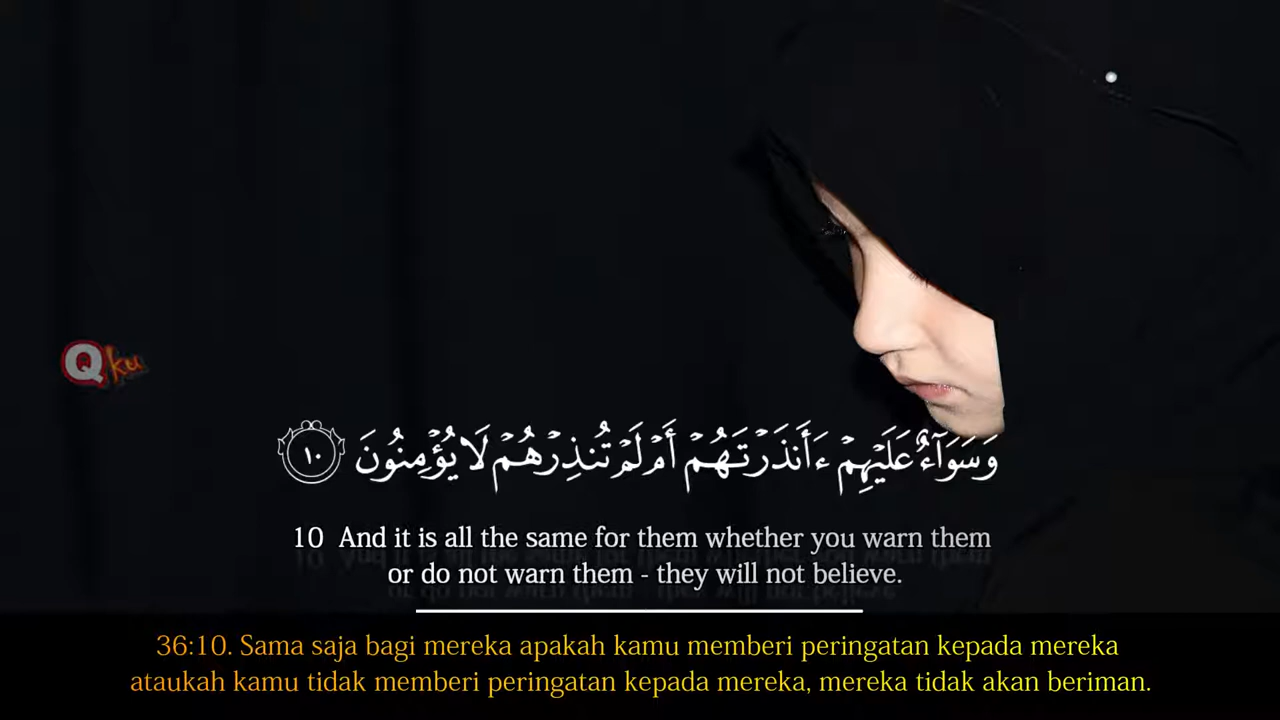 Qku
وَسَوَآءٌ عَلَيْهِمْ ءَأَنذَرْتَهُمْ أَمْ لَمْ تُنذِرْهُمْ لَا يُؤْمِنُونَ ١٠
10 And it is all the same for them whether you warn them
or do not warn them - they will not believe.
36:10. Sama saja bagi mereka apakah kamu memberi peringatan kepada mereka
ataukah kamu tidak memberi peringatan kepada mereka, mereka tidak akan beriman.